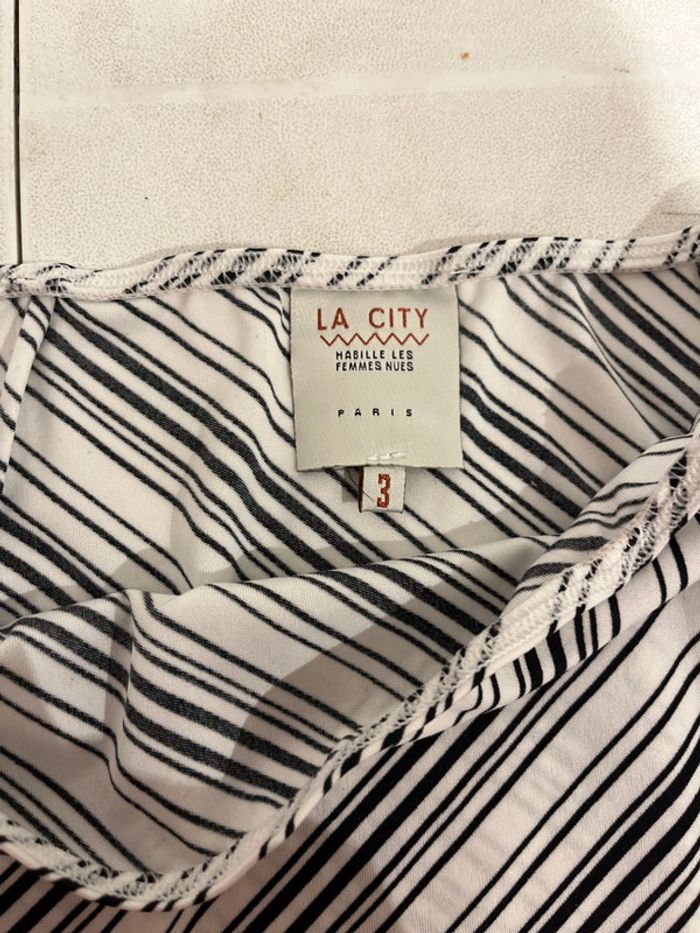 LA CITY
HABILLE LES
FEMMES NUES
PARIS
3